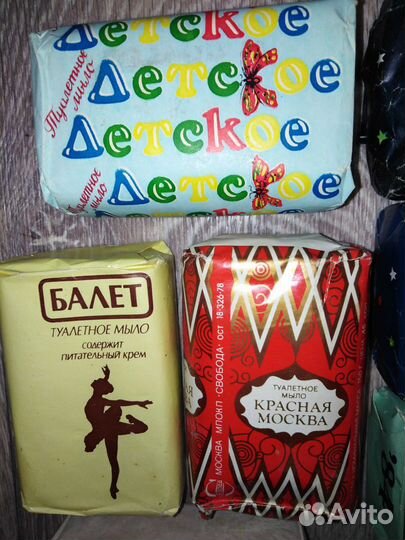 Детское
Туалетное
мыло
Детское
Детское
Туалетное
мыло
Детское
БАЛЕТ
ТУАЛЕТНОЕ МЫЛО
СОДЕРЖИТ
ПИТАТЕЛЬНЫЙ КРЕМ
МОСКВА МПОКП «СВОБОДА» ОСТ 18-326-78
ТУАЛЕТНОЕ
МЫЛО
КРАСНАЯ
МОСКВА
Avito